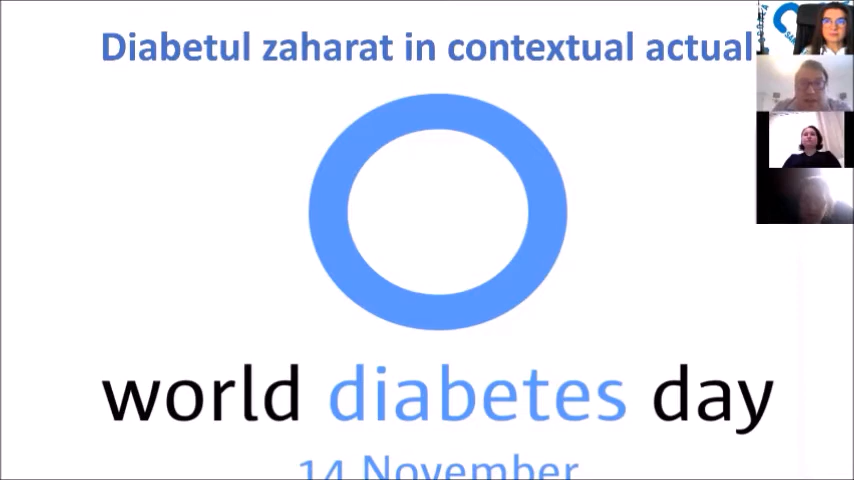 Diabetul zaharat in contextual actual
world diabetes day
14 November